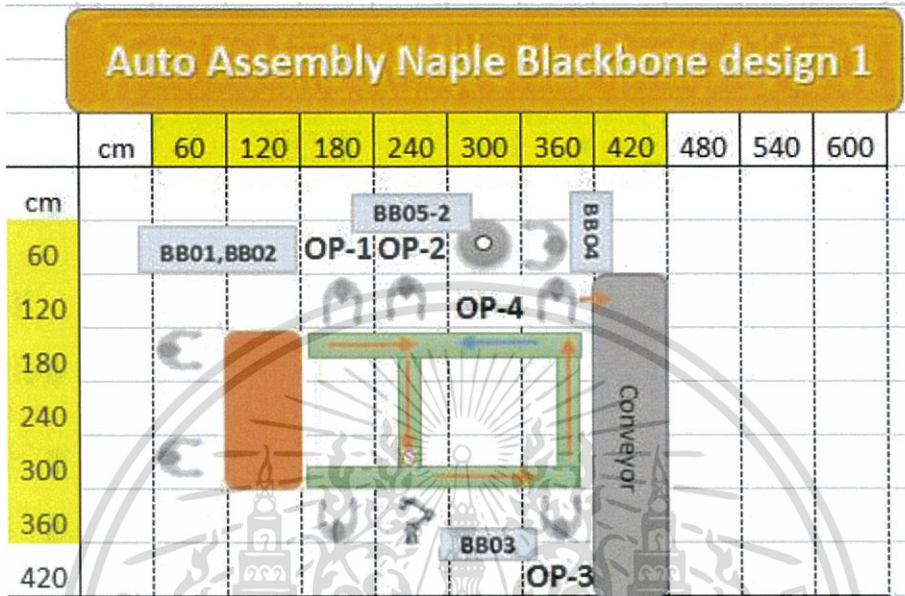 Auto Assembly Naple Blackbone design 1
cm 60 120 180 240 300 360 420 480 540 600
cm
BB05-2
BB04
60
BB01,BB02 OP-1 OP-2
120
OP-4
180
240
Conveyor
300
360
BB03
420
OP-3